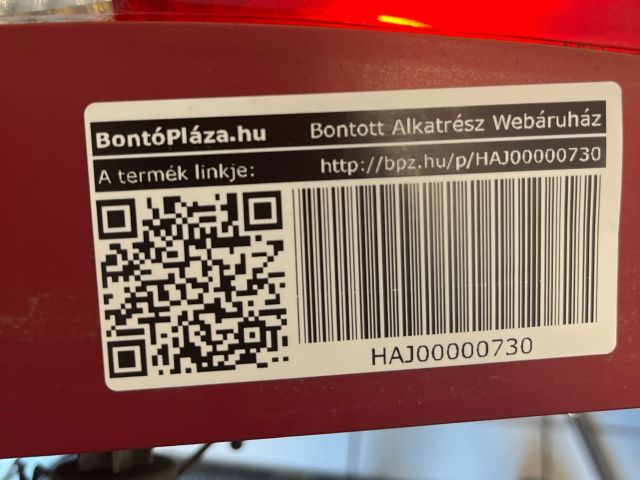 BontóPláza.hu Bontott Alkatrész Webáruház
A termék linkje: http://bpz.hu/p/HAJ00000730
HAJ00000730